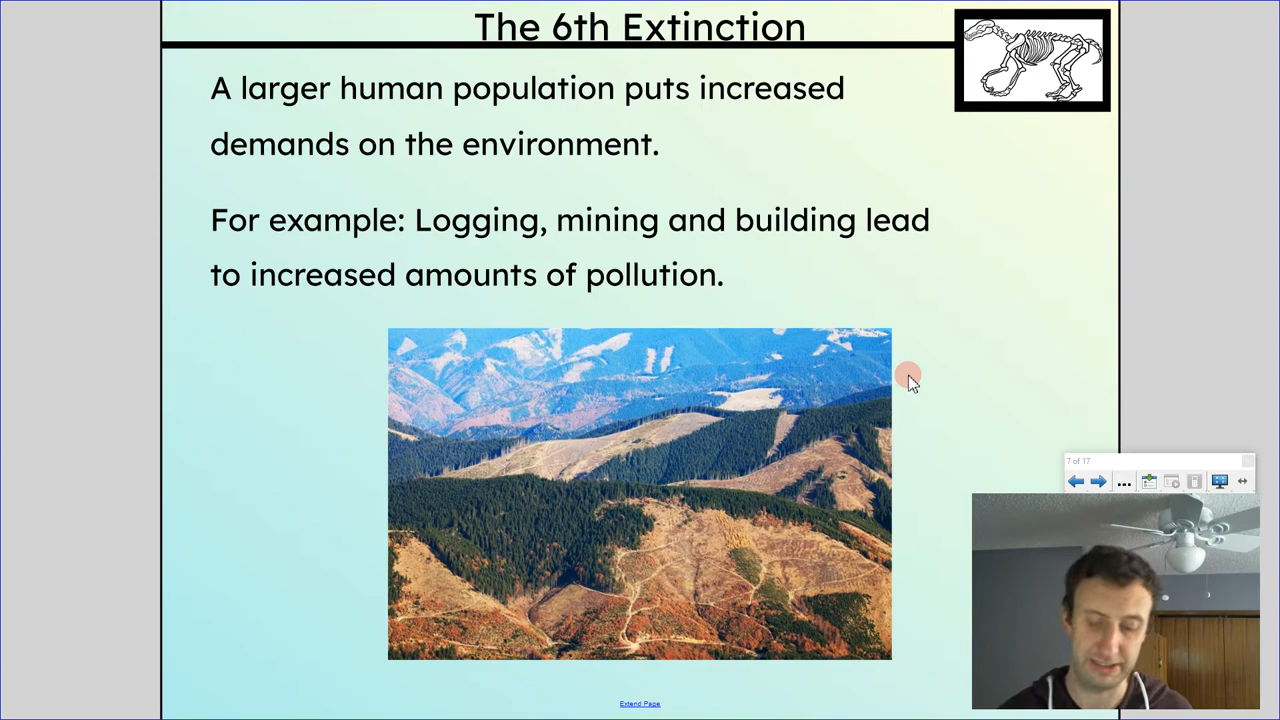 The 6th Extinction
A larger human population puts increased
demands on the environment.
For example: Logging, mining and building lead
to increased amounts of pollution.
7 of 17
...
Extend Page